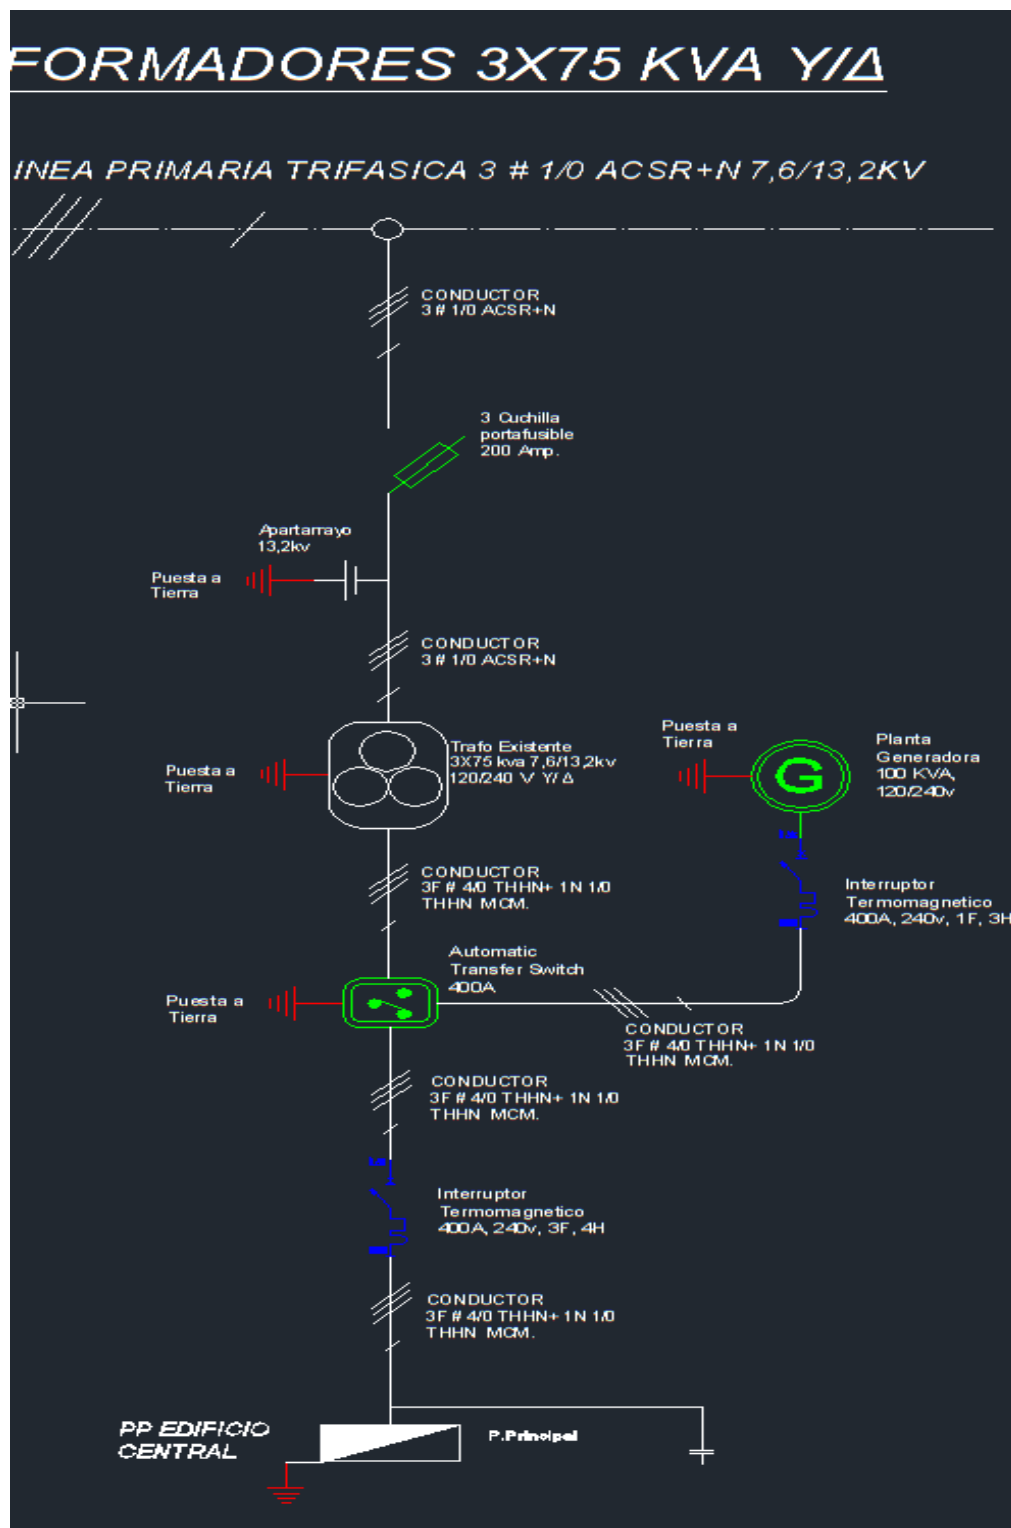 FORMADORES 3X75 KVA Y/Δ
INEA PRIMARIA TRIFASICA 3 # 1/0 ACSR+N 7,6/13,2KV
CONDUCTOR
3 # 1/0 ACSR+N
3 Cuchilla
portafusible
200 Amp.
Apartarrayo
13,2kv
Puesta a
Tierra
CONDUCTOR
3 # 1/0 ACSR+N
Trafo Existente
3X75 kva 7,6/13,2kv
120/240 V Y/Δ
Puesta a
Tierra
Puesta a
Tierra
G
Planta
Generadora
100 KVA,
120/240v
CONDUCTOR
3F # 4/0 THHN+ 1N 1/0
THHN MCM.
Interruptor
Termomagnetico
400A, 240v, 1F, 3H
Automatic
Transfer Switch
400A
Puesta a
Tierra
CONDUCTOR
3F # 4/0 THHN+ 1N 1/0
THHN MCM.
CONDUCTOR
3F # 4/0 THHN+ 1N 1/0
THHN MCM.
Interruptor
Termomagnetico
400A, 240v, 3F, 4H
CONDUCTOR
3F # 4/0 THHN+ 1N 1/0
THHN MCM.
PP EDIFICIO
CENTRAL
P.Principal